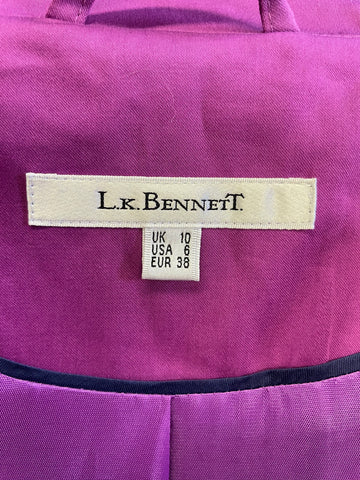 L.K.BENNETT.
UK 10
USA 6
EUR 38